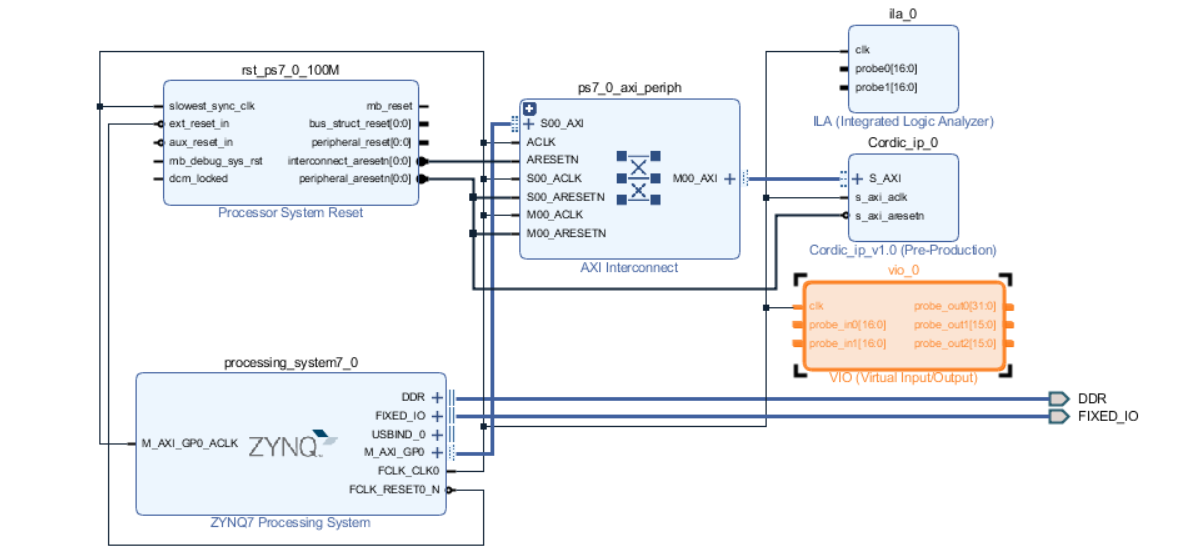 ila_0
clk
probe0[16:0]
probe1[16:0]
ILA (Integrated Logic Analyzer)
rst_ps7_0_100M
slowest_sync_clk
ext_reset_in
aux_reset_in
mb_debug_sys_rst
dcm_locked
mb_reset
bus_struct_reset[0:0]
peripheral_reset[0:0]
interconnect_aresetn[0:0]
peripheral_aresetn[0:0]
Processor System Reset
ps7_0_axi_periph
S00_AXI
ACLK
ARESETN
S00_ACLK
S00_ARESETN
M00_ACLK
M00_ARESETN
M00_AXI
AXI Interconnect
Cordic_ip_0
S_AXI
s_axi_aclk
s_axi_aresetn
Cordic_ip_v1.0 (Pre-Production)
vio_0
clk
probe_in0[16:0]
probe_in1[16:0]
probe_out0[31:0]
probe_out1[15:0]
probe_out2[15:0]
VIO (Virtual Input/Output)
processing_system7_0
M_AXI_GP0_ACLK
ZYNQ
DDR
FIXED_IO
USBIND_0
M_AXI_GP0
FCLK_CLK0
FCLK_RESET0_N
ZYNQ7 Processing System
DDR
FIXED_IO